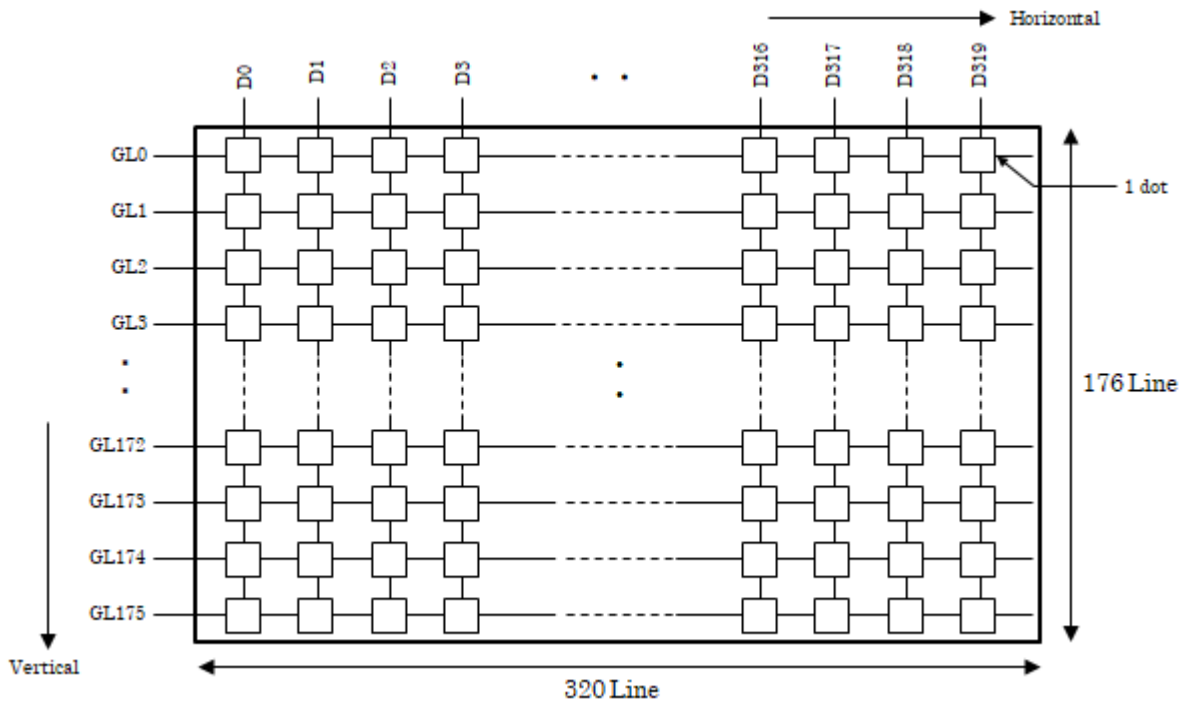 Horizontal
D0 D1 D2 D3 D316 D317 D318 D319
GL0
1 dot
GL1
GL2
GL3
176 Line
GL172
GL173
GL174
GL175
Vertical
320 Line